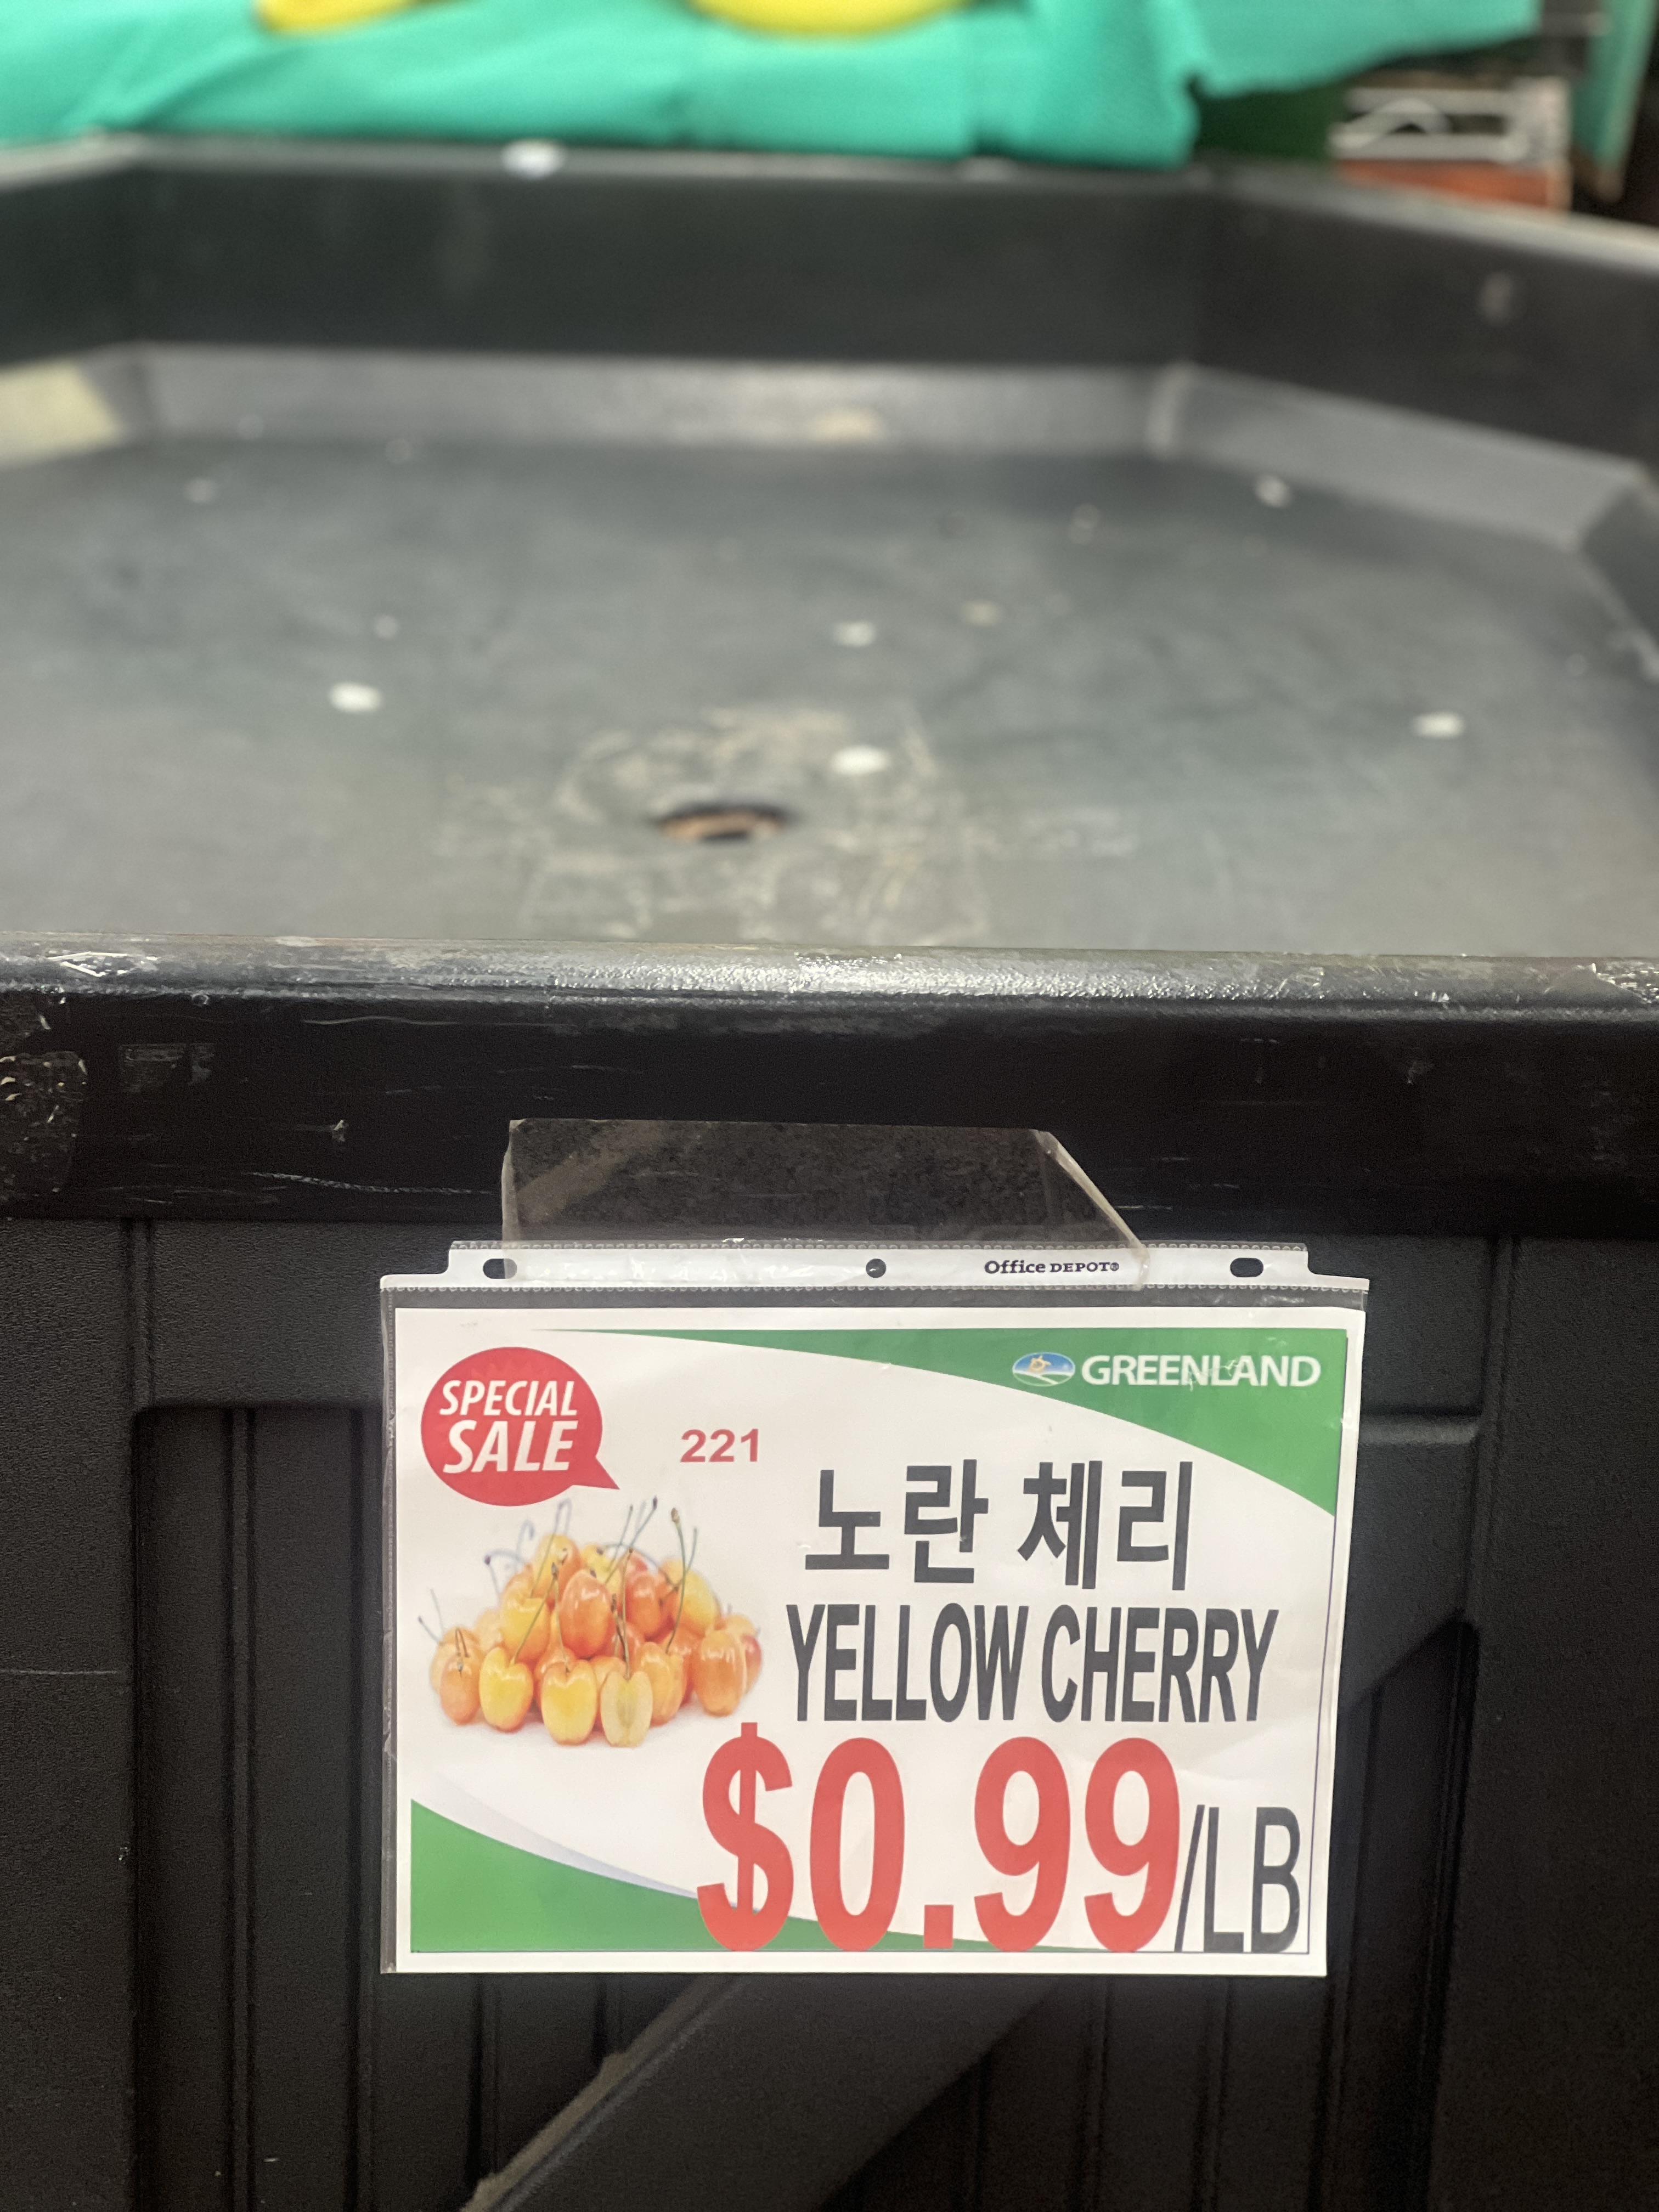 Office DEPOT®
GREENLAND
SPECIAL
SALE
221
노란 체리
YELLOW CHERRY
$0.99/LB